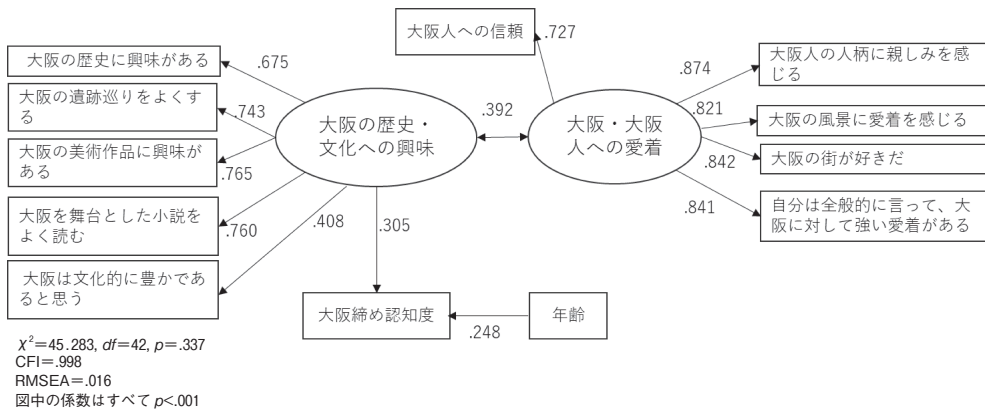 大阪人への信頼
.727
大阪の歴史に興味がある
.675
大阪の遺跡巡りをよくす
る
.743
大阪の美術作品に興味が
ある
.765
大阪を舞台とした小説を
よく読む
.760
大阪は文化的に豊かであ
ると思う
.408
大阪の歴史・
文化への興味
.392
大阪・大阪
人への愛着
.874
大阪人の人柄に親しみを感
じる
.821
大阪の風景に愛着を感じる
.842
大阪の街が好きだ
.841
自分は全般的に言って、大
阪に対して強い愛着がある
.305
大阪締め認知度
.248
年齢
χ²=45.283, df=42, p=.337
CFI=.998
RMSEA=.016
図中の係数はすべて p<.001